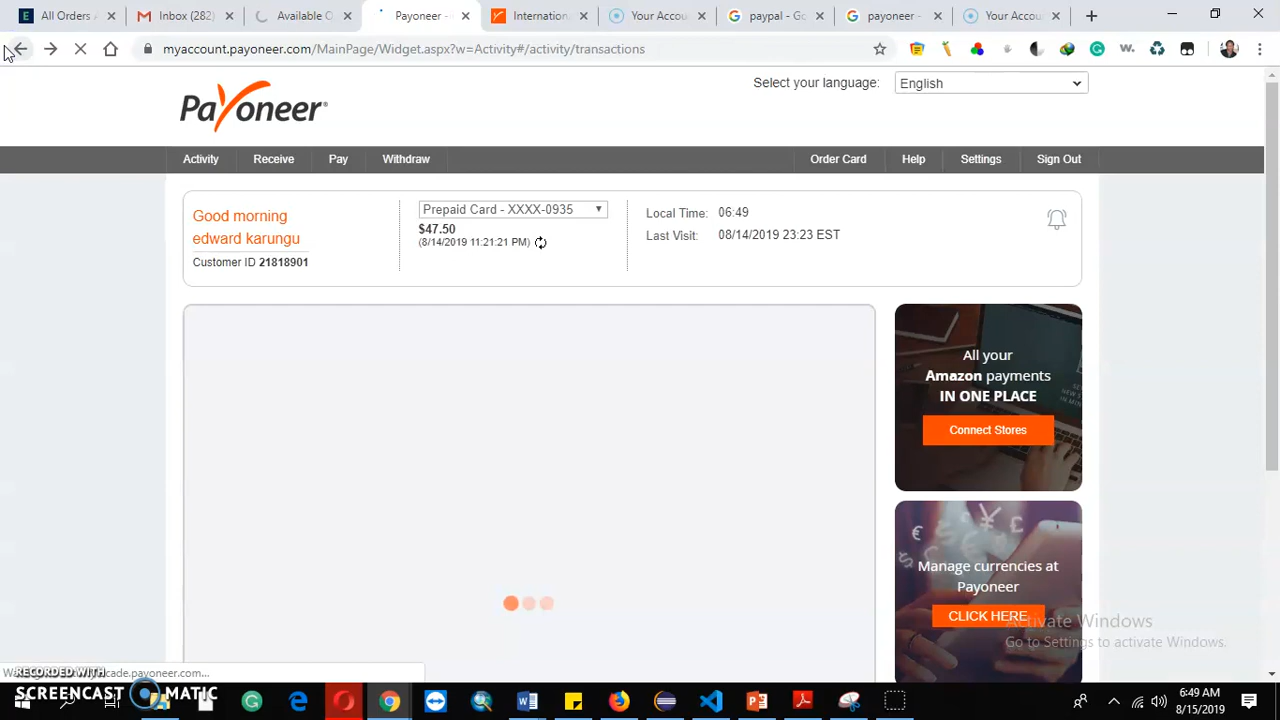 All Orders
Inbox (282)
Available O
Payoneer -
Internation
Your Accou
paypal - Go
payoneer -
Your Accou
myaccount.payoneer.com/MainPage/Widget.aspx?w=Activity#/activity/transactions
Select your language:
English
Payoneer
Activity
Receive
Pay
Withdraw
Order Card
Help
Settings
Sign Out
Good morning
edward karungu
Customer ID 21818901
Prepaid Card - XXXX-0935
$47.50
(8/14/2019 11:21:21 PM)
Local Time: 06:49
Last Visit: 08/14/2019 23:23 EST
All your
Amazon payments
IN ONE PLACE
Connect Stores
Manage currencies at
Payoneer
CLICK HERE
Activate Windows
Go to Settings to activate Windows.
cade.payoneer.com...
RECORDED WITH
SCREENCAST MATIC
6:49 AM
8/15/2019